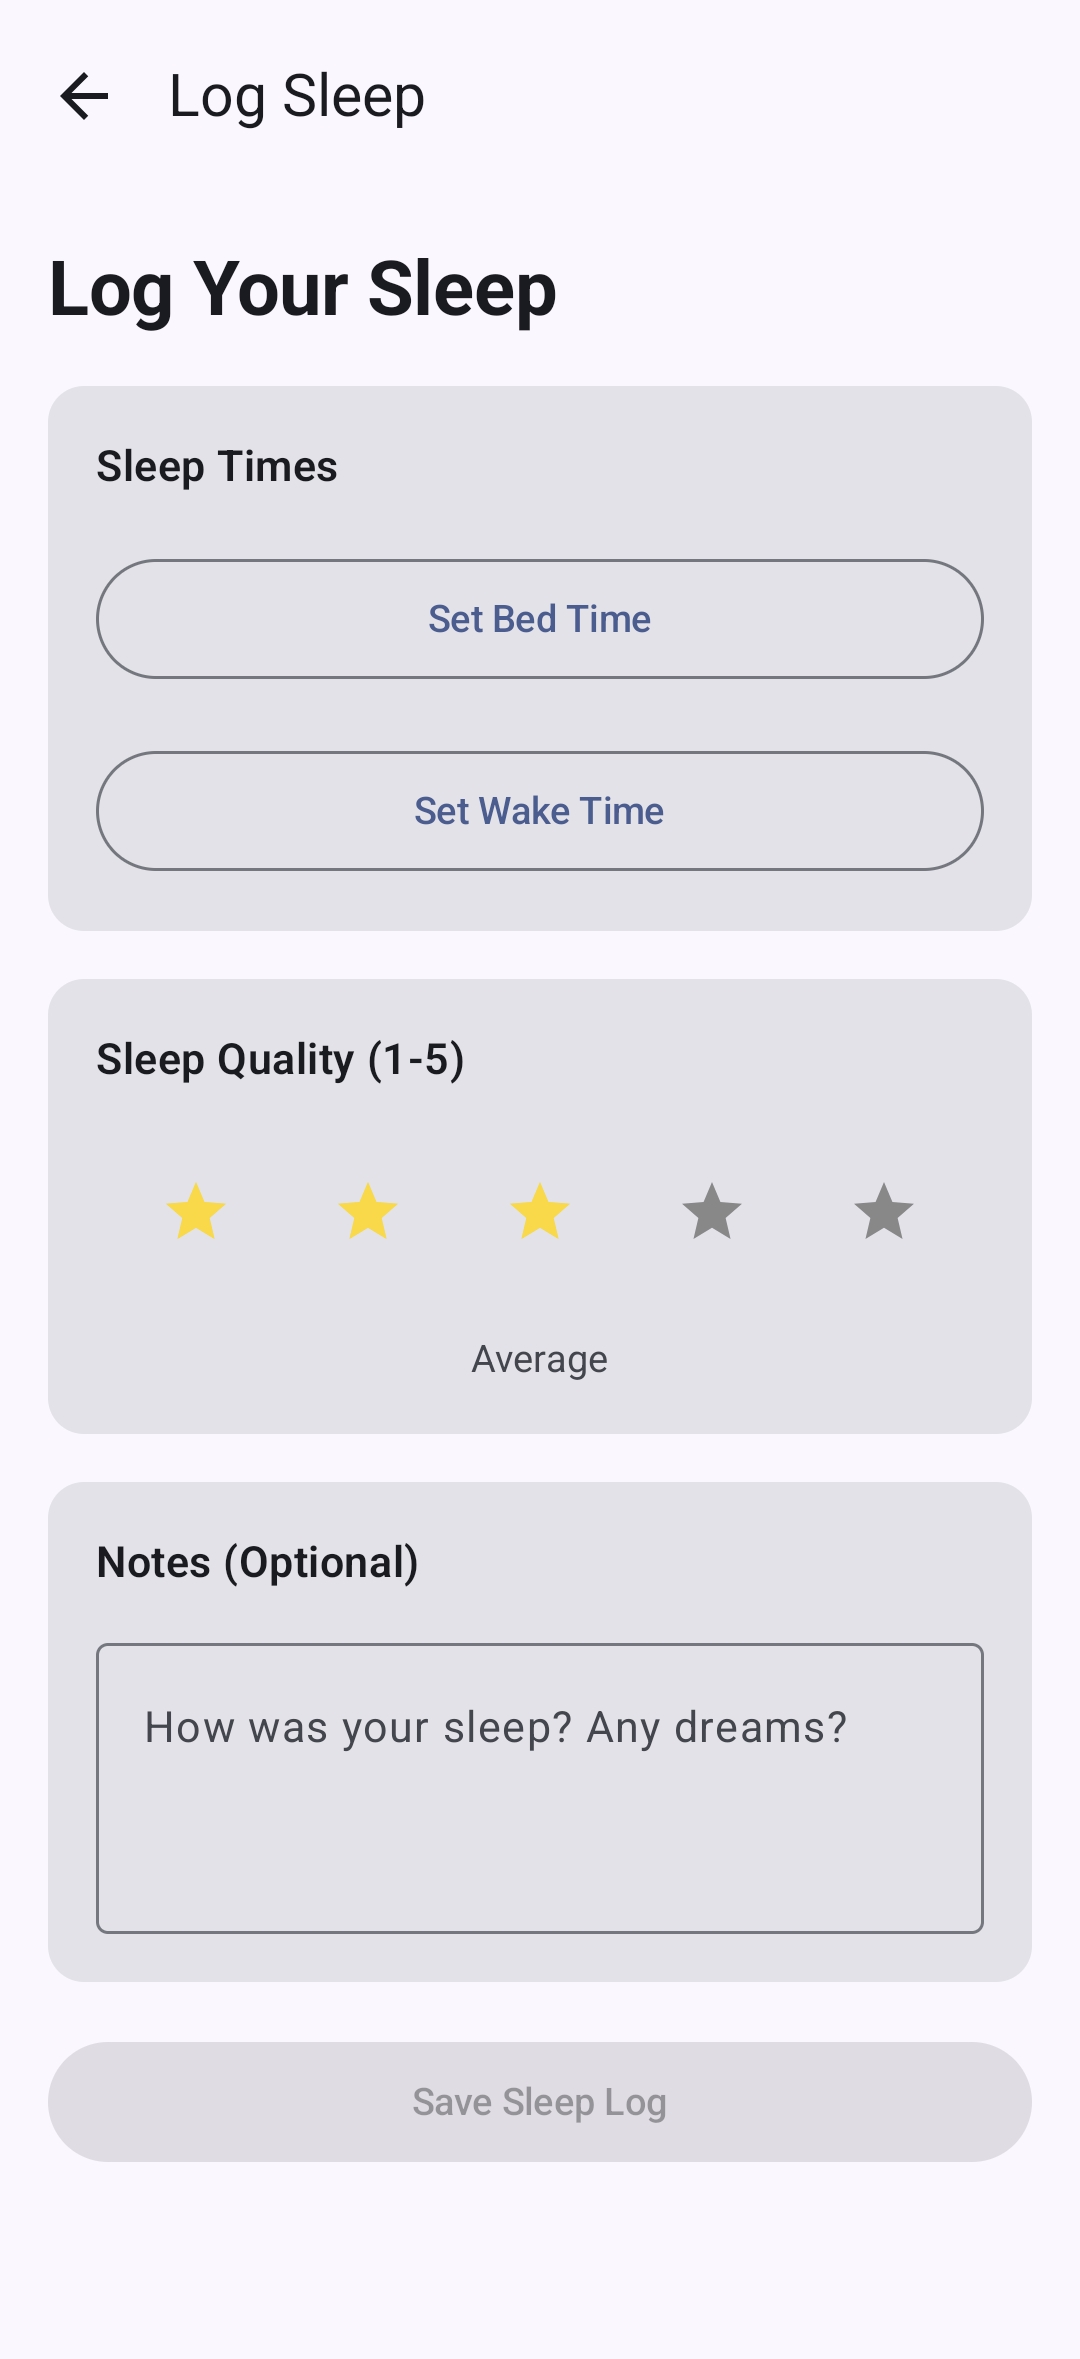 Log Sleep
Log Your Sleep
Sleep Times
Set Bed Time
Set Wake Time
Sleep Quality (1-5)
Average
Notes (Optional)
How was your sleep? Any dreams?
Save Sleep Log